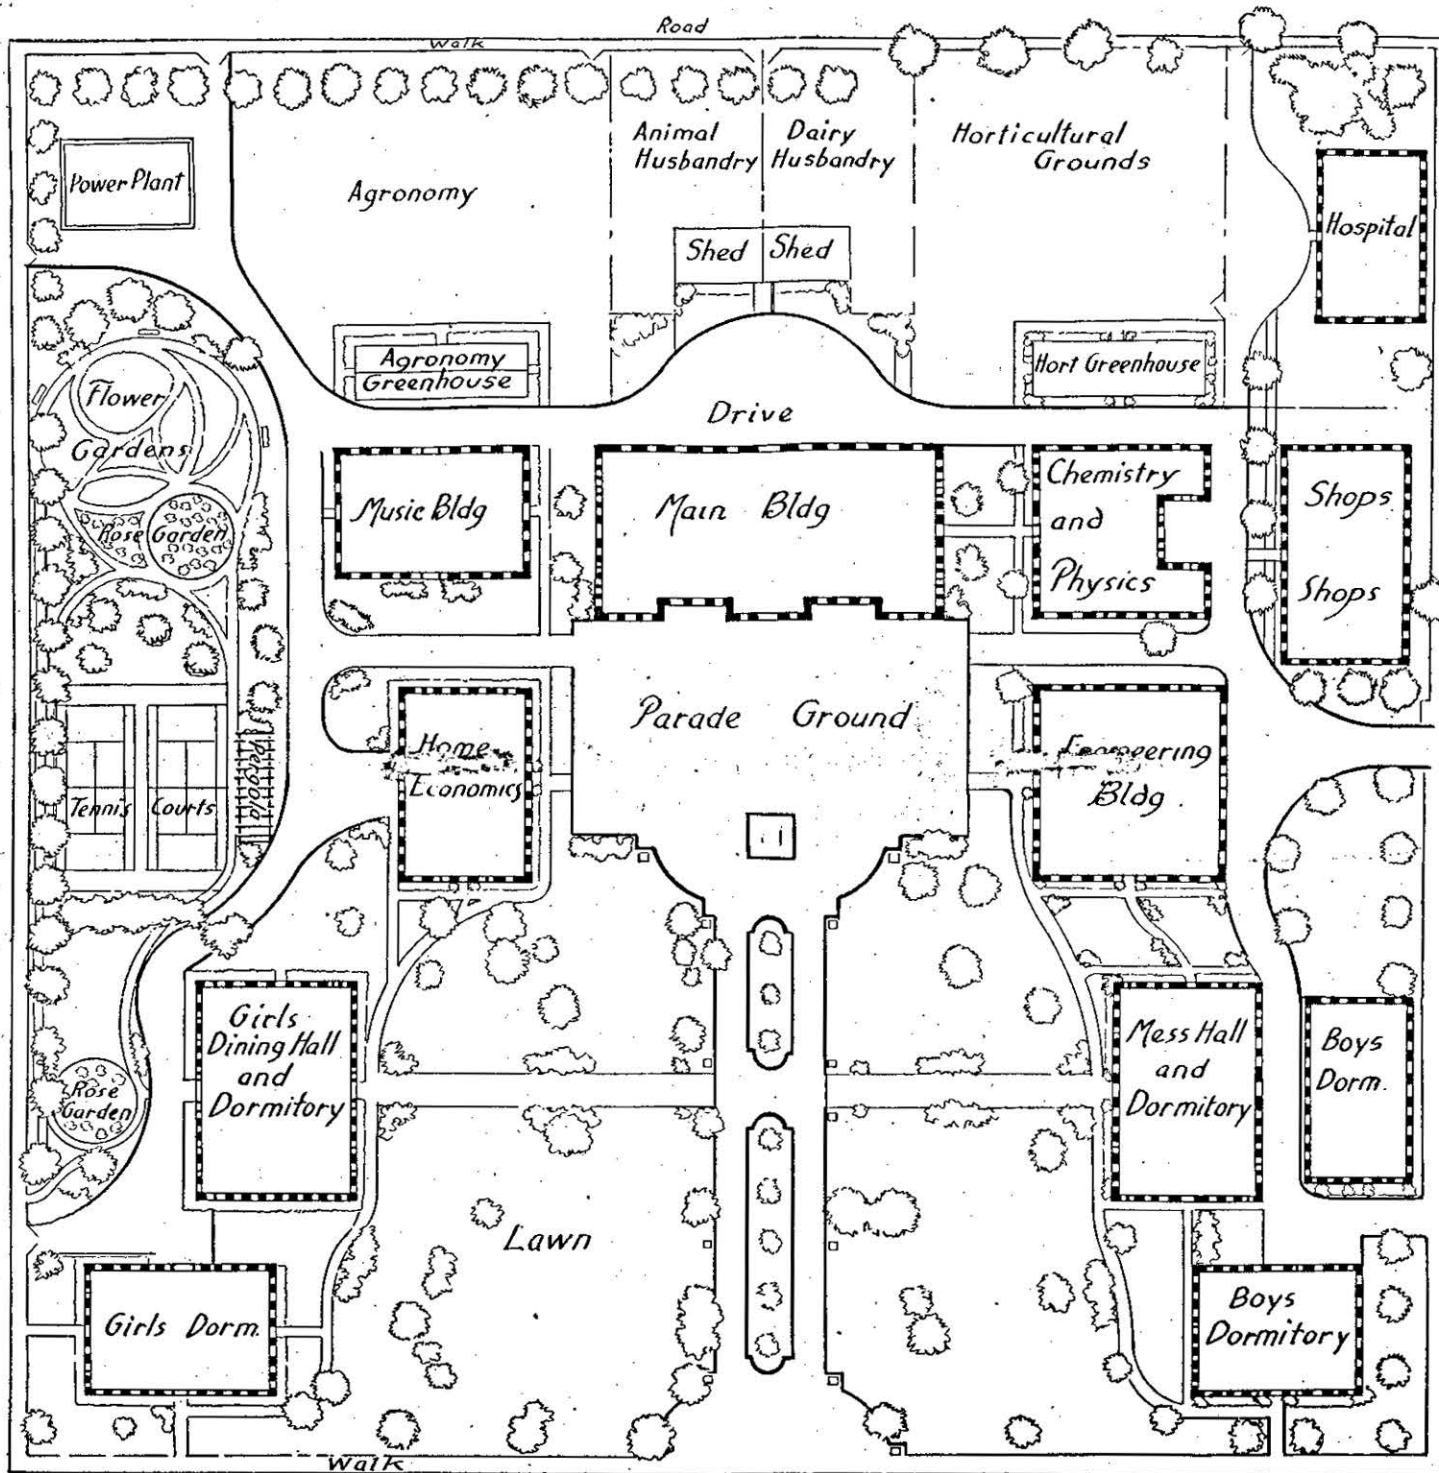 Road
Walk
Power Plant
Agronomy
Animal
Husbandry
Dairy
Husbandry
Horticultural
Grounds
Hospital
Shed
Shed
Agronomy
Greenhouse
Hort Greenhouse
Flower
Gardens
Drive
Rose Garden
Music Bldg
Main Bldg
Chemistry
and
Physics
Shops
Shops
Parade Ground
Home
Economics
Engineering
Bldg
Tennis Courts
Pergola
Girls
Dining Hall
and
Dormitory
Mess Hall
and
Dormitory
Boys
Dorm.
Rose
Garden
Lawn
Girls Dorm.
Boys
Dormitory
Walk